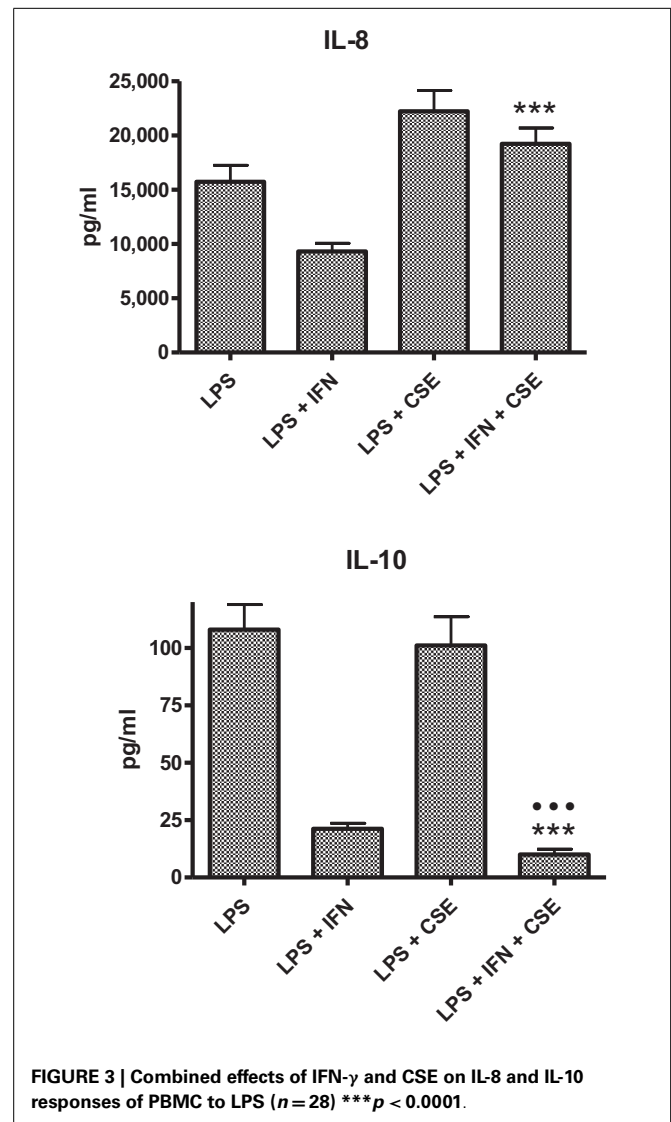 IL-8
25,000
20,000
15,000
10,000
5,000
0
pg/ml
***
LPS
LPS + IFN
LPS + CSE
LPS + IFN + CSE
IL-10
100
75
50
25
0
pg/ml
•••
***
LPS
LPS + IFN
LPS + CSE
LPS + IFN + CSE
FIGURE 3 | Combined effects of IFN-γ and CSE on IL-8 and IL-10
responses of PBMC to LPS (n = 28) ***p < 0.0001.